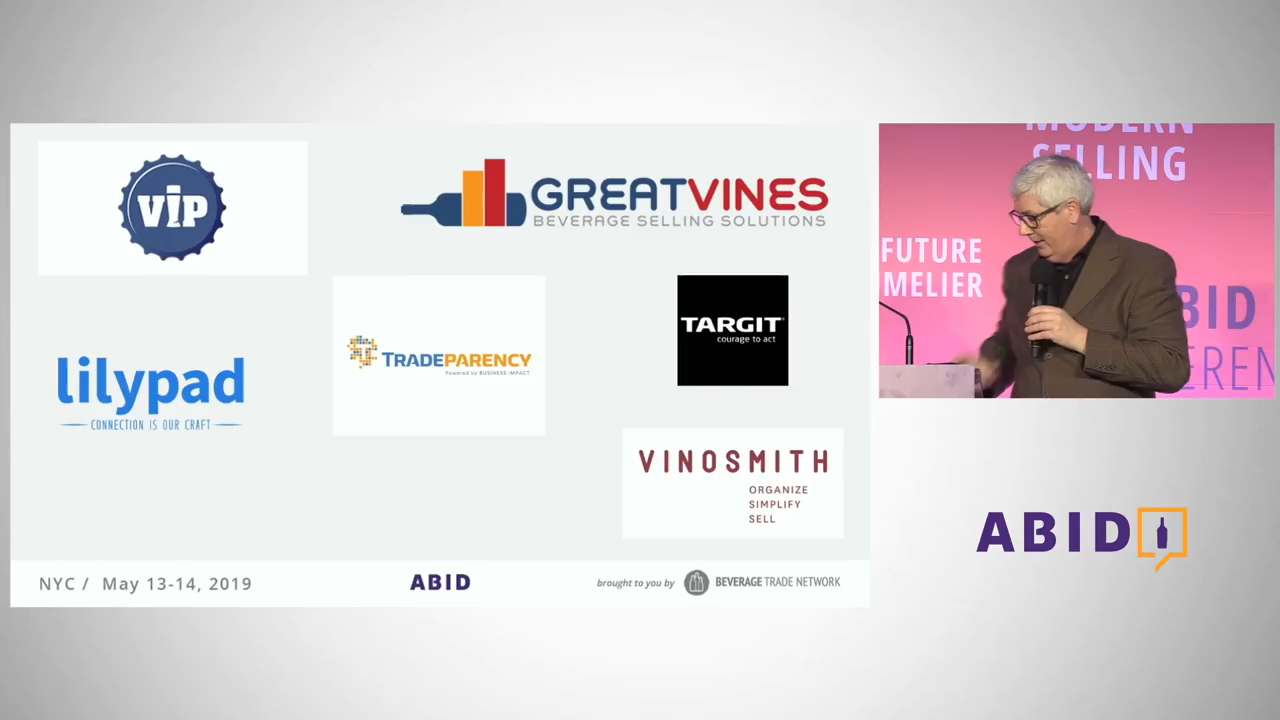 VIP
GREATVINES
BEVERAGE SELLING SOLUTIONS
TRADEPARENCY
Powered by BUSINESS IMPACT
TARGIT
courage to act
lilypad
CONNECTION IS OUR CRAFT
VINOSMITH
ORGANIZE
SIMPLIFY
SELL
NYC / May 13-14, 2019
ABID
brought to you by
BEVERAGE TRADE NETWORK
MODERN
SELLING
FUTURE
MELIER
BID
EREN
ABID